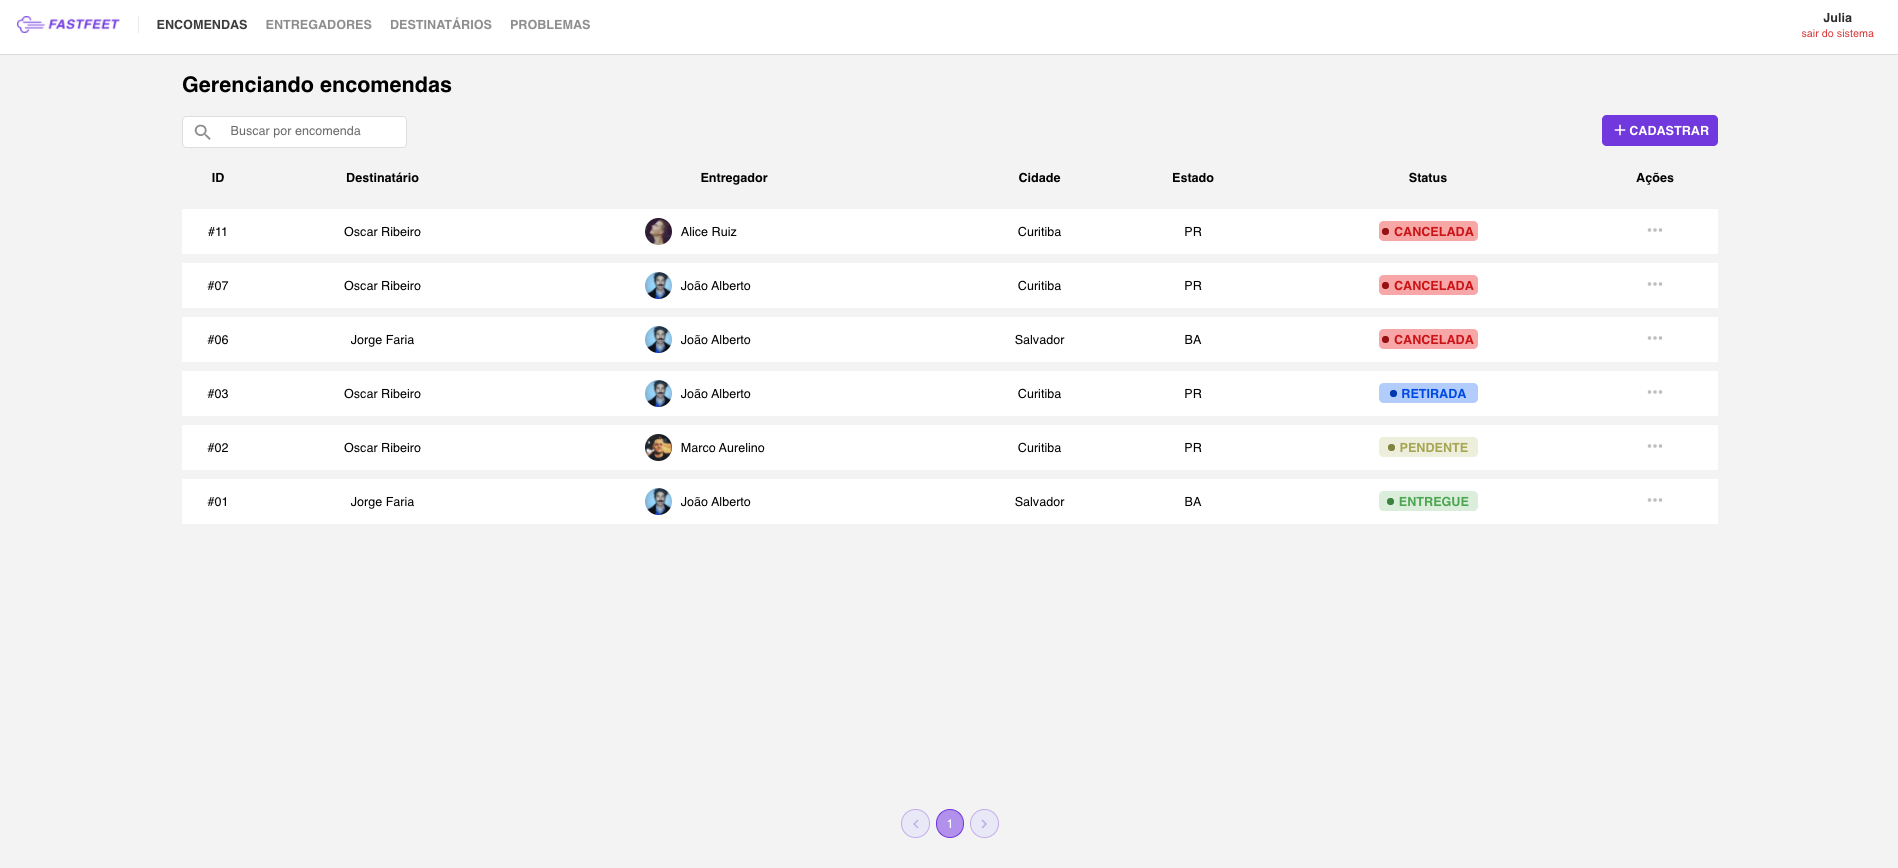 FASTFEET ENCOMENDAS ENTREGADORES DESTINATÁRIOS PROBLEMAS Julia
sair do sistema
Gerenciando encomendas
Buscar por encomenda + CADASTRAR
ID Destinatário Entregador Cidade Estado Status Ações
#11 Oscar Ribeiro Alice Ruiz Curitiba PR CANCELADA
#07 Oscar Ribeiro João Alberto Curitiba PR CANCELADA
#06 Jorge Faria João Alberto Salvador BA CANCELADA
#03 Oscar Ribeiro João Alberto Curitiba PR RETIRADA
#02 Oscar Ribeiro Marco Aurelino Curitiba PR PENDENTE
#01 Jorge Faria João Alberto Salvador BA ENTREGUE
1